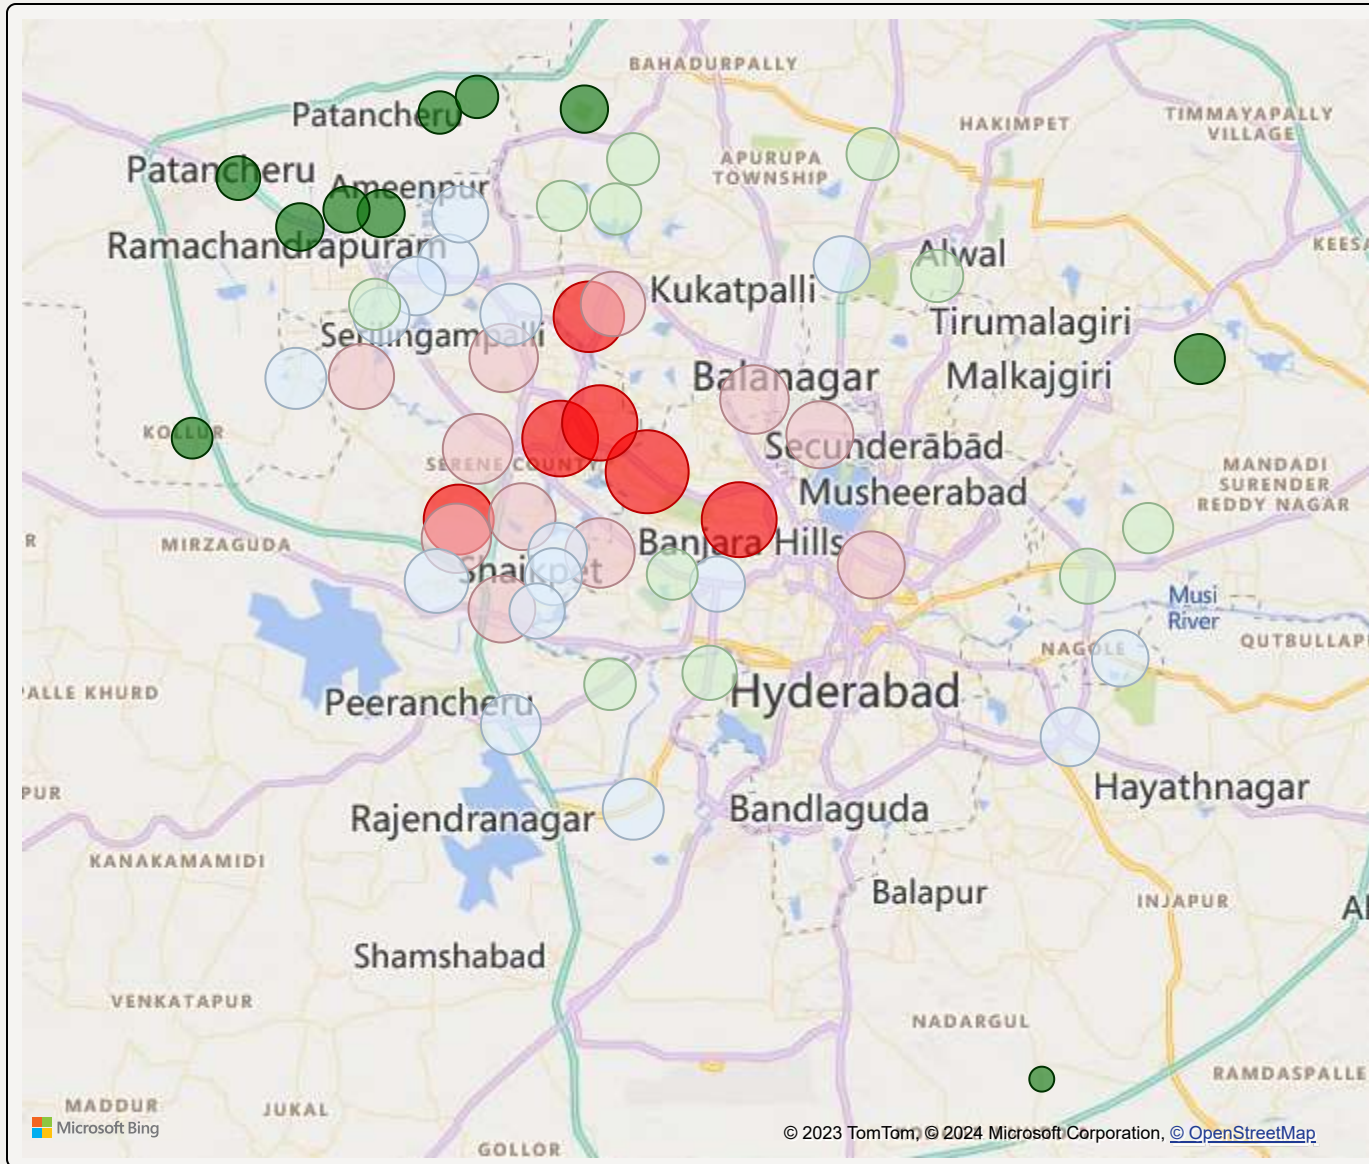 BAHADURPALLY
Patancheru
HAKIMPET
TIMMAYAPALLY
VILLAGE
APURUPA
TOWNSHIP
Patancheru
Ameenpur
Ramachandrapuram
Alwal
KEESA
Kukatpalli
Tirumalagiri
Serilingampalli
Balanagar
Malkajgiri
KOLLUR
Secunderābād
SERENE COUNTY
MANDADI
SURENDER
REDDY NAGAR
Musheerabad
R
MIRZAGUDA
Banjara Hills
Shaikpet
Musi
River
NAGOLE
QUTBULLAP
PALLE KHURD
Hyderabad
Peerancheru
PUR
Hayathnagar
Rajendranagar
Bandlaguda
KANAKAMAMIDI
Balapur
INJAPUR
Al
Shamshabad
VENKATAPUR
NADARGUL
RAMDASPALLE
MADDUR
JUKAL
Microsoft Bing
© 2023 TomTom, © 2024 Microsoft Corporation, © OpenStreetMap
GOLLOR